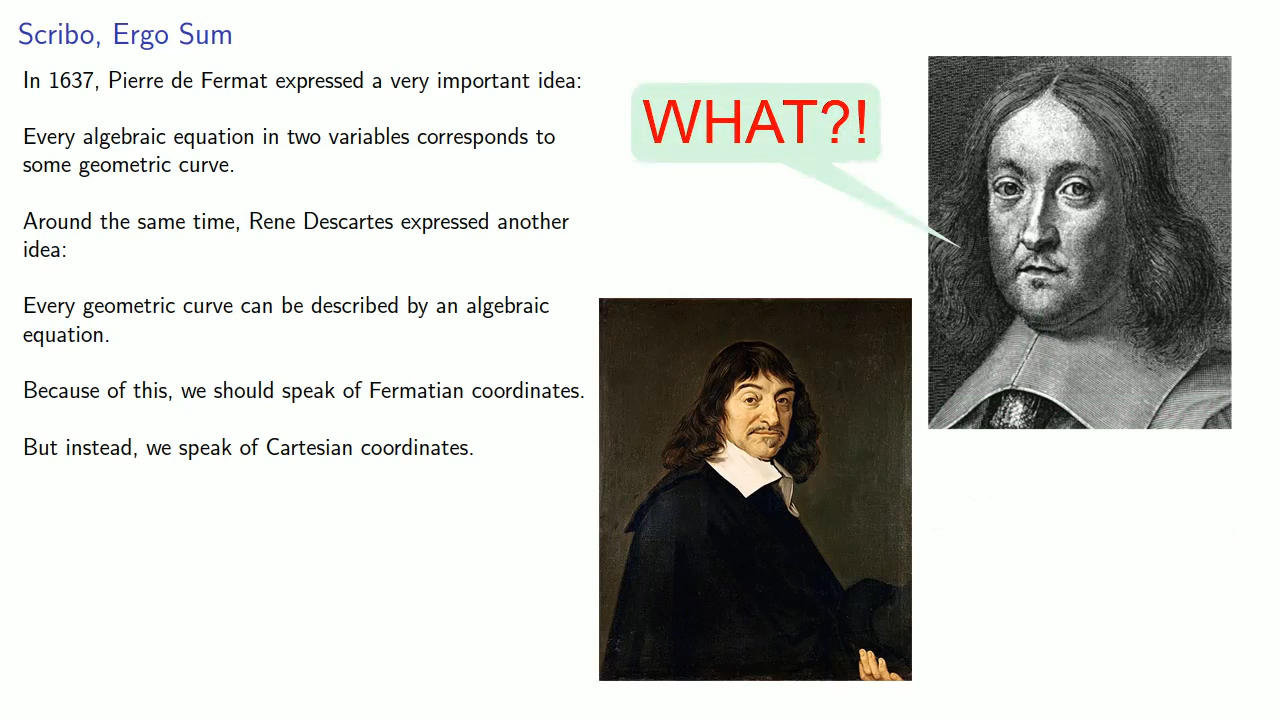 Scribo, Ergo Sum
In 1637, Pierre de Fermat expressed a very important idea:
Every algebraic equation in two variables corresponds to
some geometric curve.
Around the same time, Rene Descartes expressed another
idea:
Every geometric curve can be described by an algebraic
equation.
Because of this, we should speak of Fermatian coordinates.
But instead, we speak of Cartesian coordinates.
WHAT?!